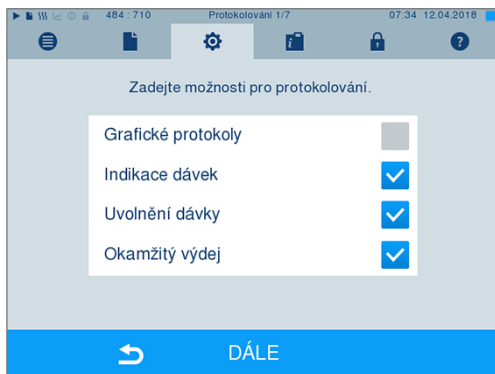 484 : 710 Protokolování 1/7 07:34 12.04.2018
Zadejte možnosti pro protokolování.
Grafické protokoly
Indikace dávek
Uvolnění dávky
Okamžitý výdej
DÁLE